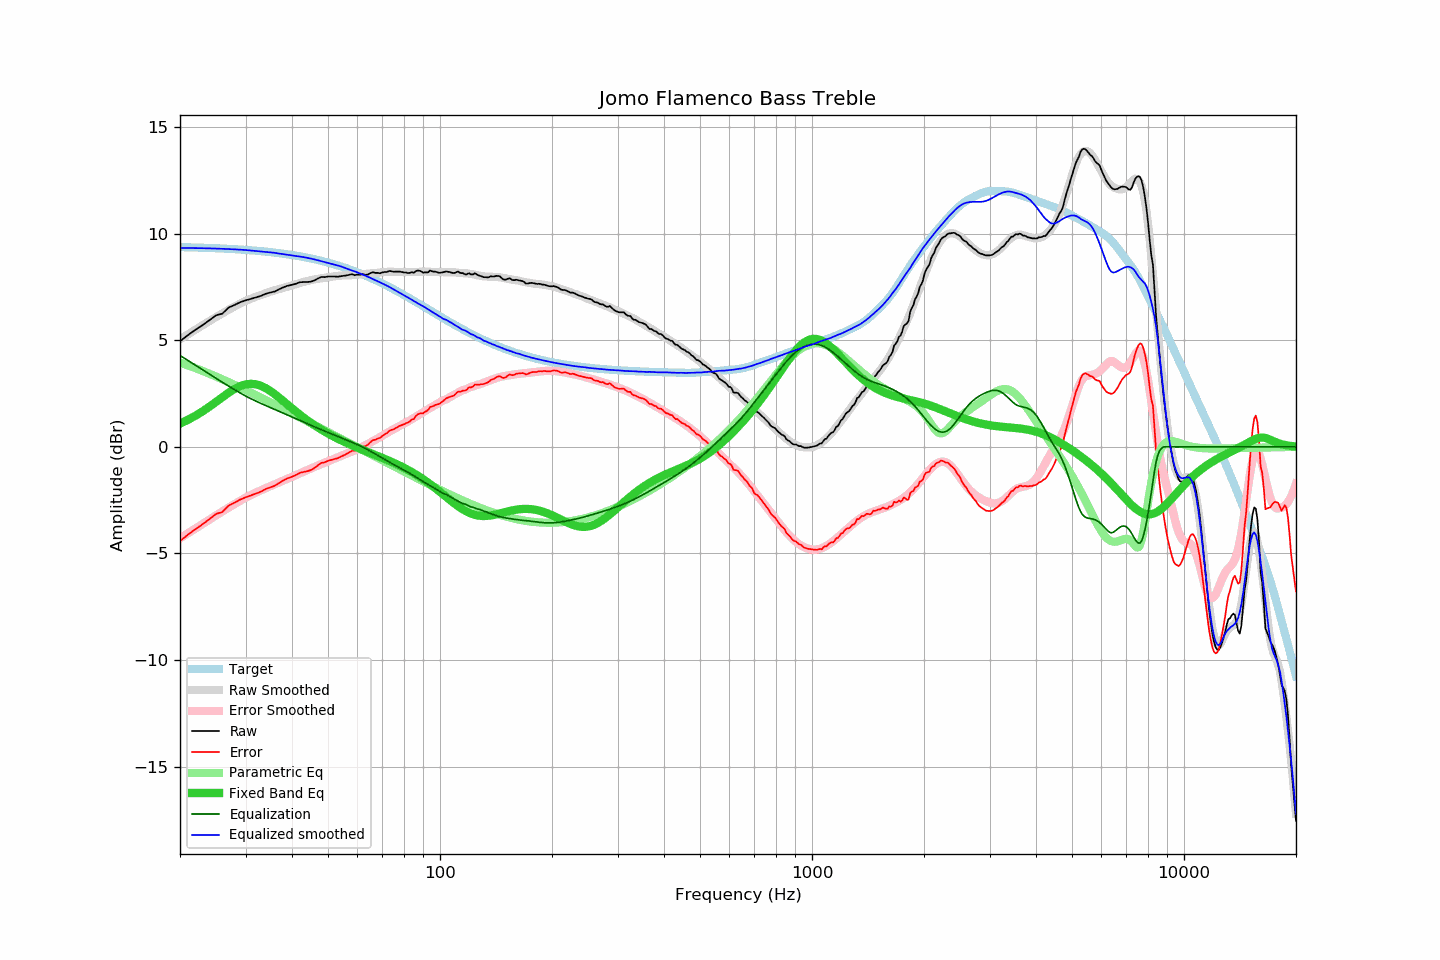 Jomo Flamenco Bass Treble
15
10
5
0
−5
−10
−15
Amplitude (dBr)
Target
Raw Smoothed
Error Smoothed
Raw
Error
Parametric Eq
Fixed Band Eq
Equalization
Equalized smoothed
100
1000
10000
Frequency (Hz)